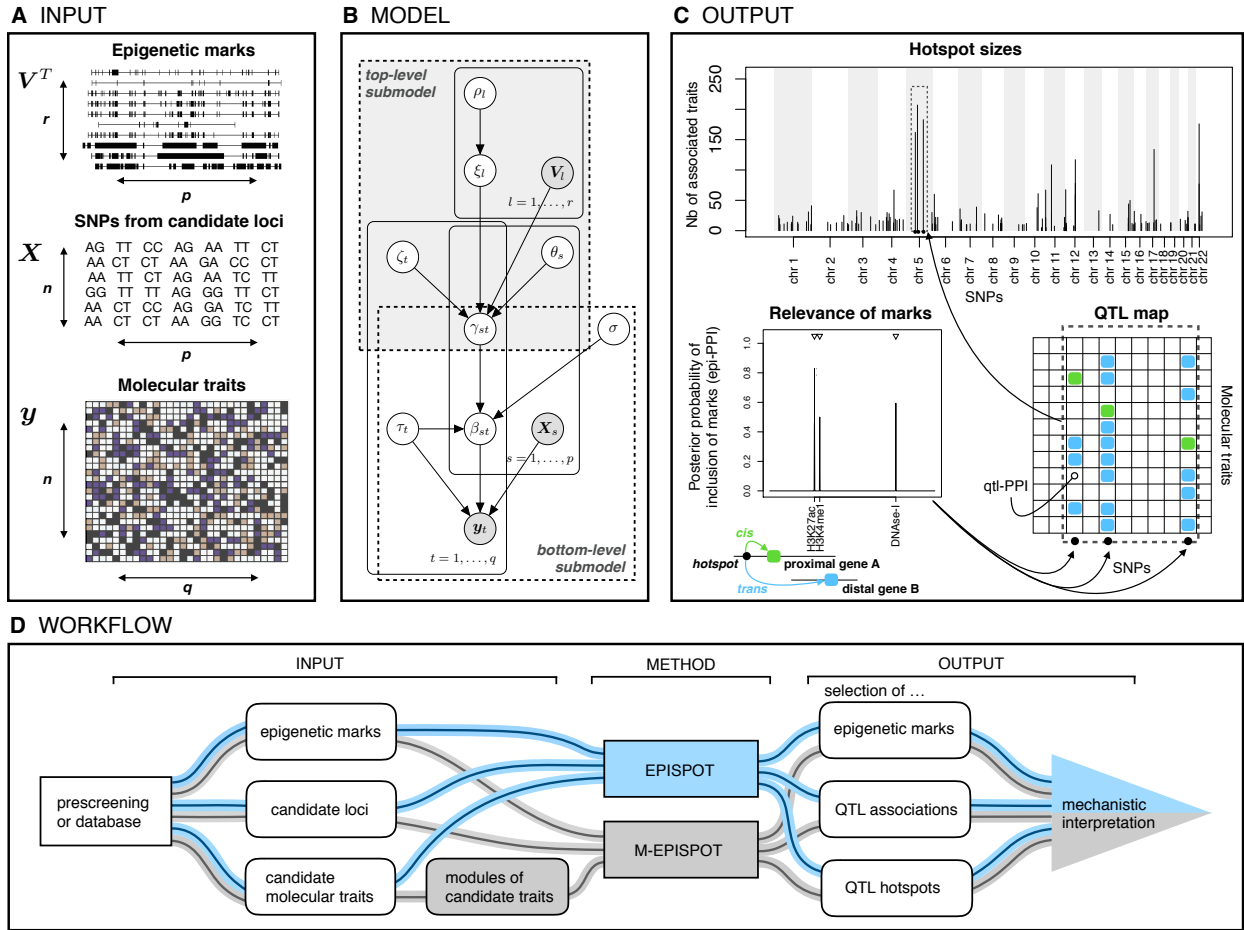 A INPUT
Epigenetic marks
V^T
r
p
SNPs from candidate loci
X
n
AG TT CC AG AA TT CT
AA CT CT AA GA CC CT
AA TT CT AG AA TC TT
GG TT TT AG GG TT CT
AA CT CC AG GA TC TT
AA CT CT AA GG TC CT
p
Molecular traits
y
n
q
B MODEL
top-level
submodel
ρ_l
ξ_l
V_l
l = 1, . . . , r
ζ_t
θ_s
γ_st
σ
τ_t
β_st
X_s
s = 1, . . . , p
y_t
t = 1, . . . , q
bottom-level
submodel
C OUTPUT
Hotspot sizes
Nb of associated traits
250
150
50
0
chr 1
chr 2
chr 3
chr 4
chr 5
chr 6
chr 7
chr 8
chr 9
chr 10
chr 11
chr 12
chr 13
chr 14
chr 15
chr 16
chr 17
chr 18
chr 19
chr 20
chr 21
chr 22
SNPs
Relevance of marks
Posterior probability of
inclusion of marks (epi-PPI)
1.0
0.8
0.6
0.4
0.2
0.0
H3K27ac
H3K4me1
DNAse-I
cis
hotspot
proximal gene A
trans
distal gene B
QTL map
Molecular traits
qtl-PPI
SNPs
D WORKFLOW
INPUT
METHOD
OUTPUT
selection of ...
prescreening
or database
epigenetic marks
candidate loci
candidate
molecular traits
modules of
candidate traits
EPISPOT
M-EPISPOT
epigenetic marks
QTL associations
QTL hotspots
mechanistic
interpretation